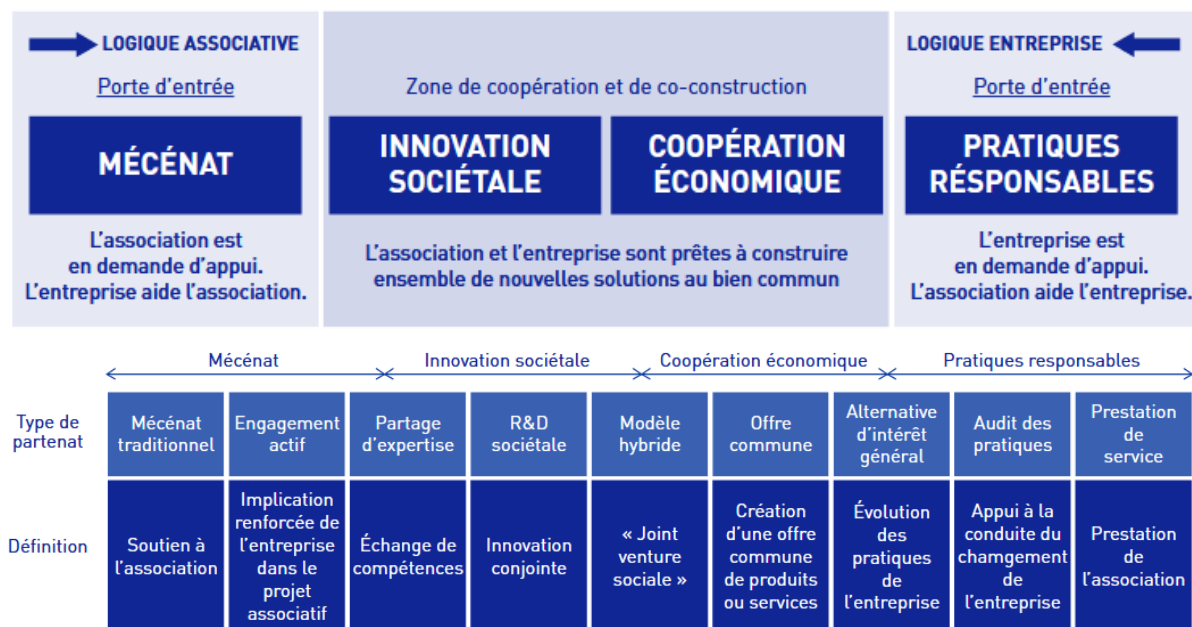 LOGIQUE ASSOCIATIVE
Porte d'entrée
MÉCÉNAT
L'association est
en demande d'appui.
L'entreprise aide l'association.
Zone de coopération et de co-construction
INNOVATION
SOCIÉTALE
COOPÉRATION
ÉCONOMIQUE
L'association et l'entreprise sont prêtes à construire
ensemble de nouvelles solutions au bien commun
LOGIQUE ENTREPRISE
Porte d'entrée
PRATIQUES
RÉSPONSABLES
L'entreprise est
en demande d'appui.
L'association aide l'entreprise.
Mécénat
Innovation sociétale
Coopération économique
Pratiques responsables
Type de
partenat
Mécénat
traditionnel
Engagement
actif
Partage
d'expertise
R&D
sociétale
Modèle
hybride
Offre
commune
Alternative
d'intérêt
général
Audit des
pratiques
Prestation
de
service
Définition
Soutien à
l'association
Implication
renforcée de
l'entreprise
dans le
projet
associatif
Échange de
compétences
Innovation
conjointe
« Joint
venture
sociale »
Création
d'une offre
commune
de produits
ou services
Évolution
des
pratiques
de
l'entreprise
Appui à la
conduite du
chamgement
de
l'entreprise
Prestation
de
l'association